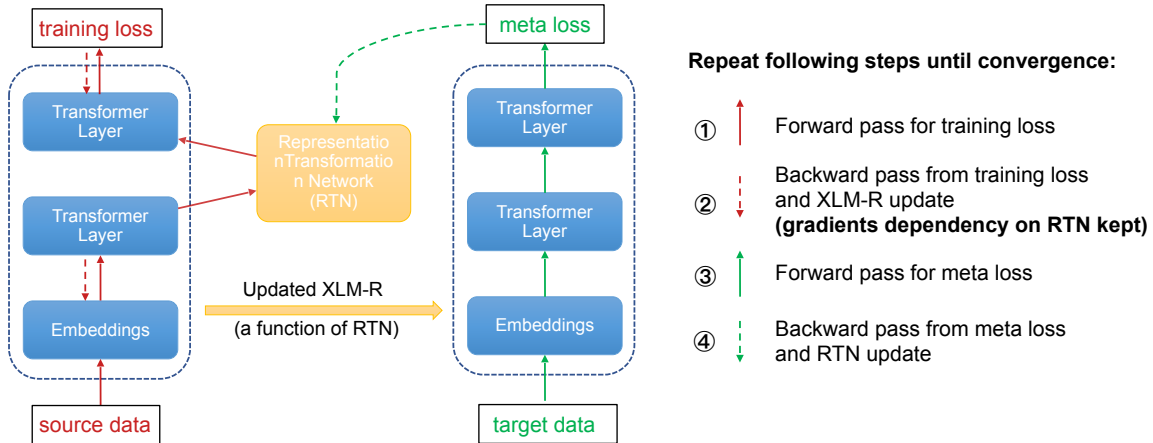 training loss
Transformer
Layer
Transformer
Layer
Embeddings
source data
Representatio
nTransformatio
n Network
(RTN)
Updated XLM-R
(a function of RTN)
meta loss
Transformer
Layer
Transformer
Layer
Embeddings
target data
Repeat following steps until convergence:
① Forward pass for training loss
② Backward pass from training loss
and XLM-R update
(gradients dependency on RTN kept)
③ Forward pass for meta loss
④ Backward pass from meta loss
and RTN update